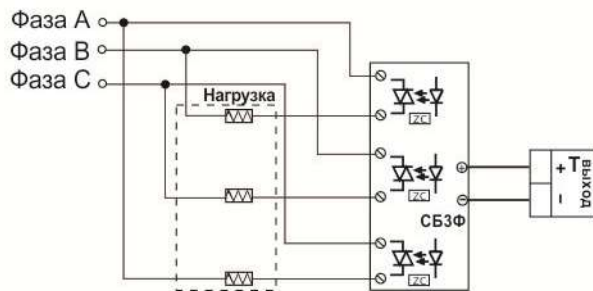 Фаза А
Фаза В
Фаза С
Нагрузка
ZC
ZC
СБ3Ф
ZC
+
-
+ Т
-
выход